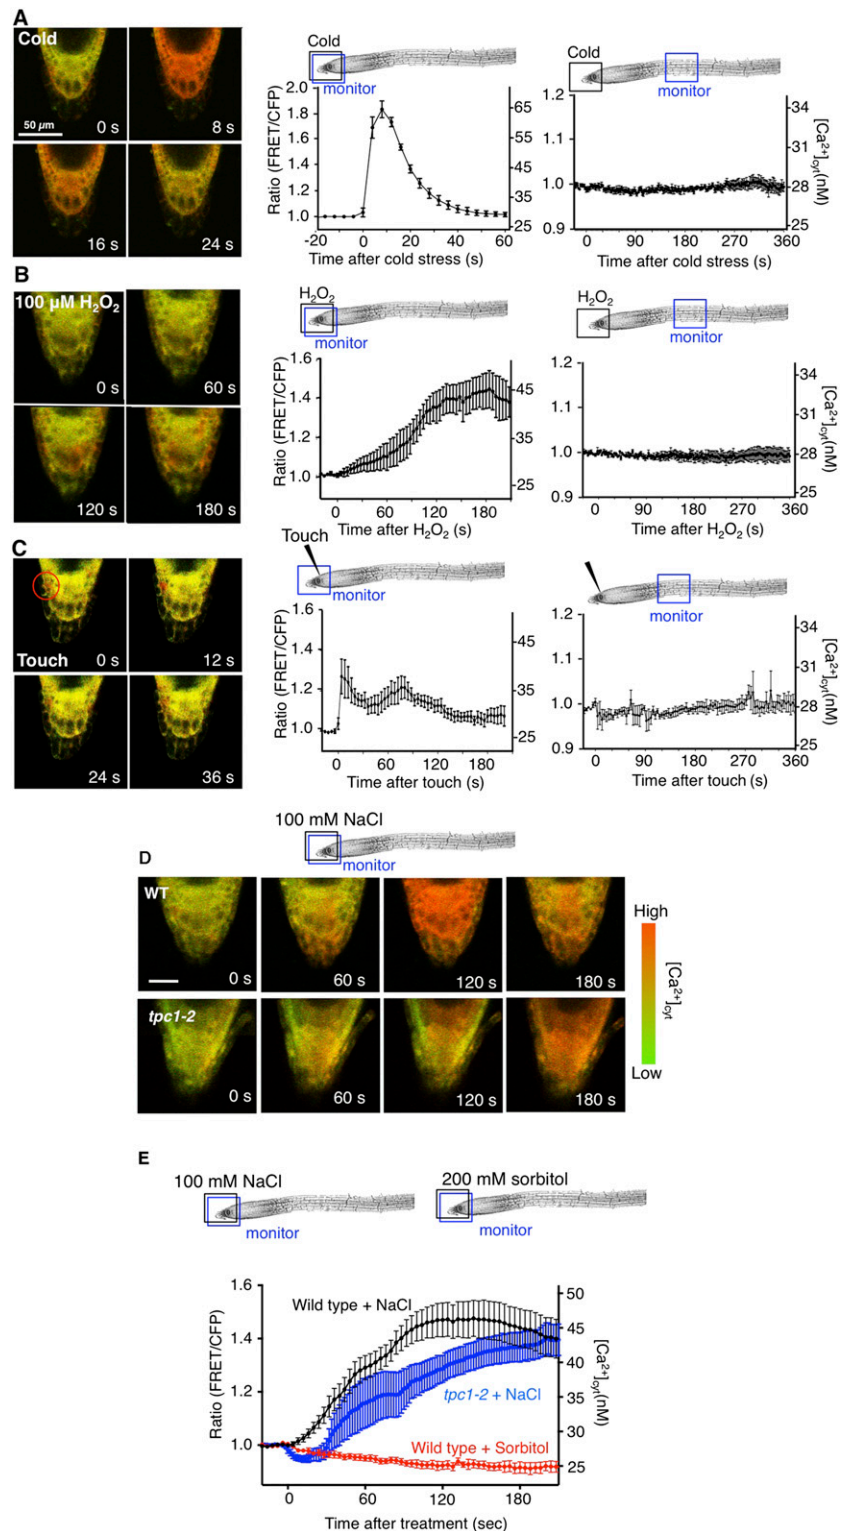 A
Cold
50 µm
0 s
8 s
16 s
24 s
Cold
monitor
Ratio (FRET/CFP)
2.0
1.8
1.6
1.4
1.2
1.0
65
55
45
35
25
-20
0
20
40
60
Time after cold stress (s)
Cold
monitor
1.2
1.1
1.0
0.9
34
31
28
25
[Ca²⁺]cyt(nM)
0
90
180
270
360
Time after cold stress (s)
B
100 µM H₂O₂
0 s
60 s
120 s
180 s
H₂O₂
monitor
Ratio (FRET/CFP)
1.6
1.4
1.2
1.0
45
35
25
0
60
120
180
Time after H₂O₂ (s)
H₂O₂
monitor
1.2
1.1
1.0
0.9
34
31
28
25
[Ca²⁺]cyt(nM)
0
90
180
270
360
Time after H₂O₂ (s)
C
Touch
0 s
12 s
24 s
36 s
Touch
monitor
Ratio (FRET/CFP)
1.6
1.4
1.2
1.0
45
35
25
0
60
120
180
Time after touch (s)
monitor
1.2
1.1
1.0
0.9
34
31
28
25
[Ca²⁺]cyt(nM)
0
90
180
270
360
Time after touch (s)
100 mM NaCl
monitor
D
WT
0 s
60 s
120 s
180 s
tpc1-2
0 s
60 s
120 s
180 s
High
[Ca²⁺]cyt
Low
E
100 mM NaCl
monitor
200 mM sorbitol
monitor
Ratio (FRET/CFP)
1.6
1.4
1.2
1.0
50
45
40
35
30
25
[Ca²⁺]cyt(nM)
Wild type + NaCl
tpc1-2 + NaCl
Wild type + Sorbitol
0
60
120
180
Time after treatment (sec)